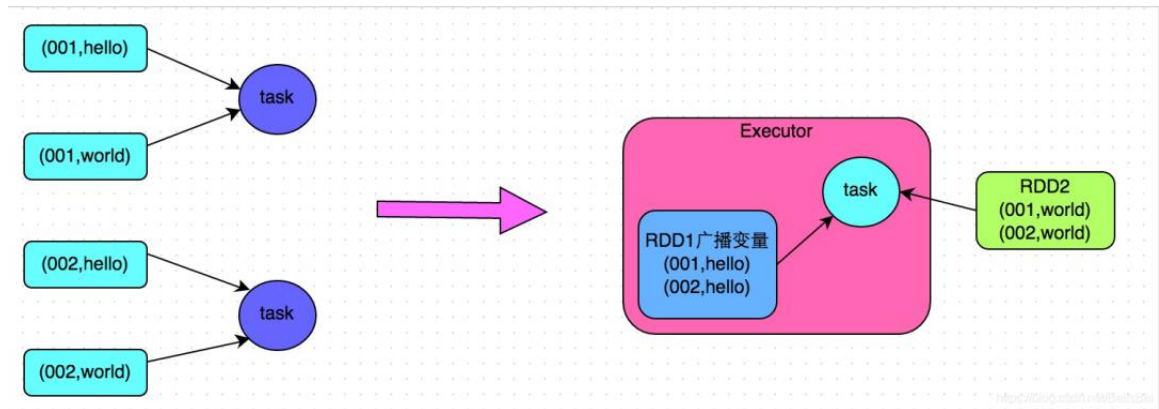 (001,hello)
task
(001,world)
(002,hello)
task
(002,world)
Executor
task
RDD1广播变量
(001,hello)
(002,hello)
RDD2
(001,world)
(002,world)